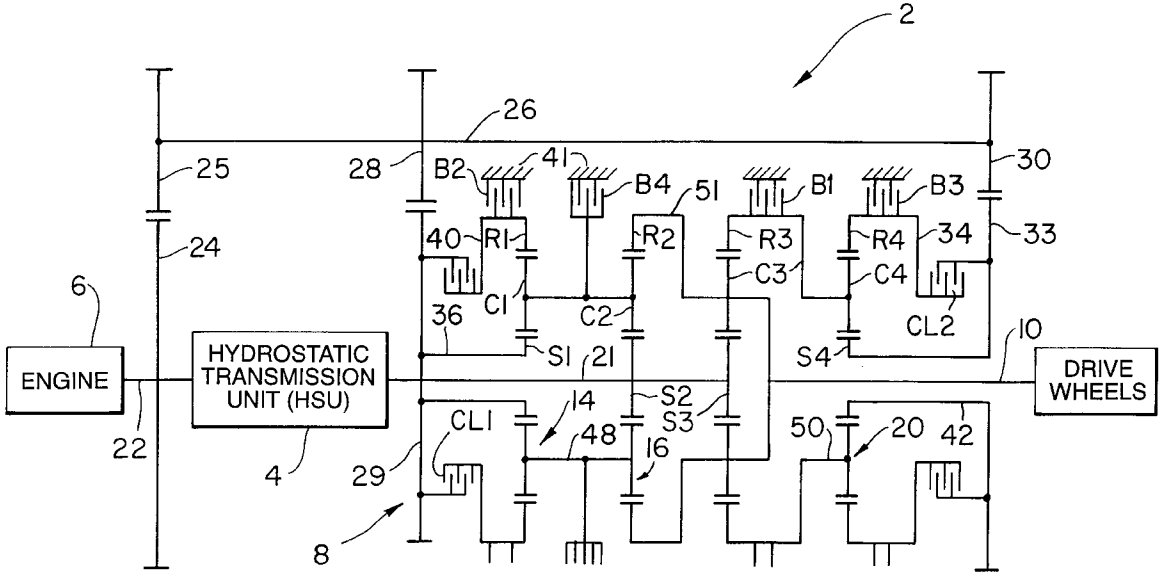 2
26
25
28
B2
41
B4
51
B1
B3
30
24
40
R1
R2
R3
R4
34
33
C1
C2
C3
C4
CL2
6
36
S1
21
S4
10
ENGINE
HYDROSTATIC
TRANSMISSION
UNIT (HSU)
DRIVE
WHEELS
22
4
29
CL1
14
48
S2
S3
16
50
20
42
8